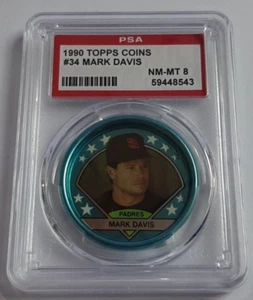 PSA
1990 TOPPS COINS
#34 MARK DAVIS
NM-MT 8
59448543
PADRES
MARK DAVIS